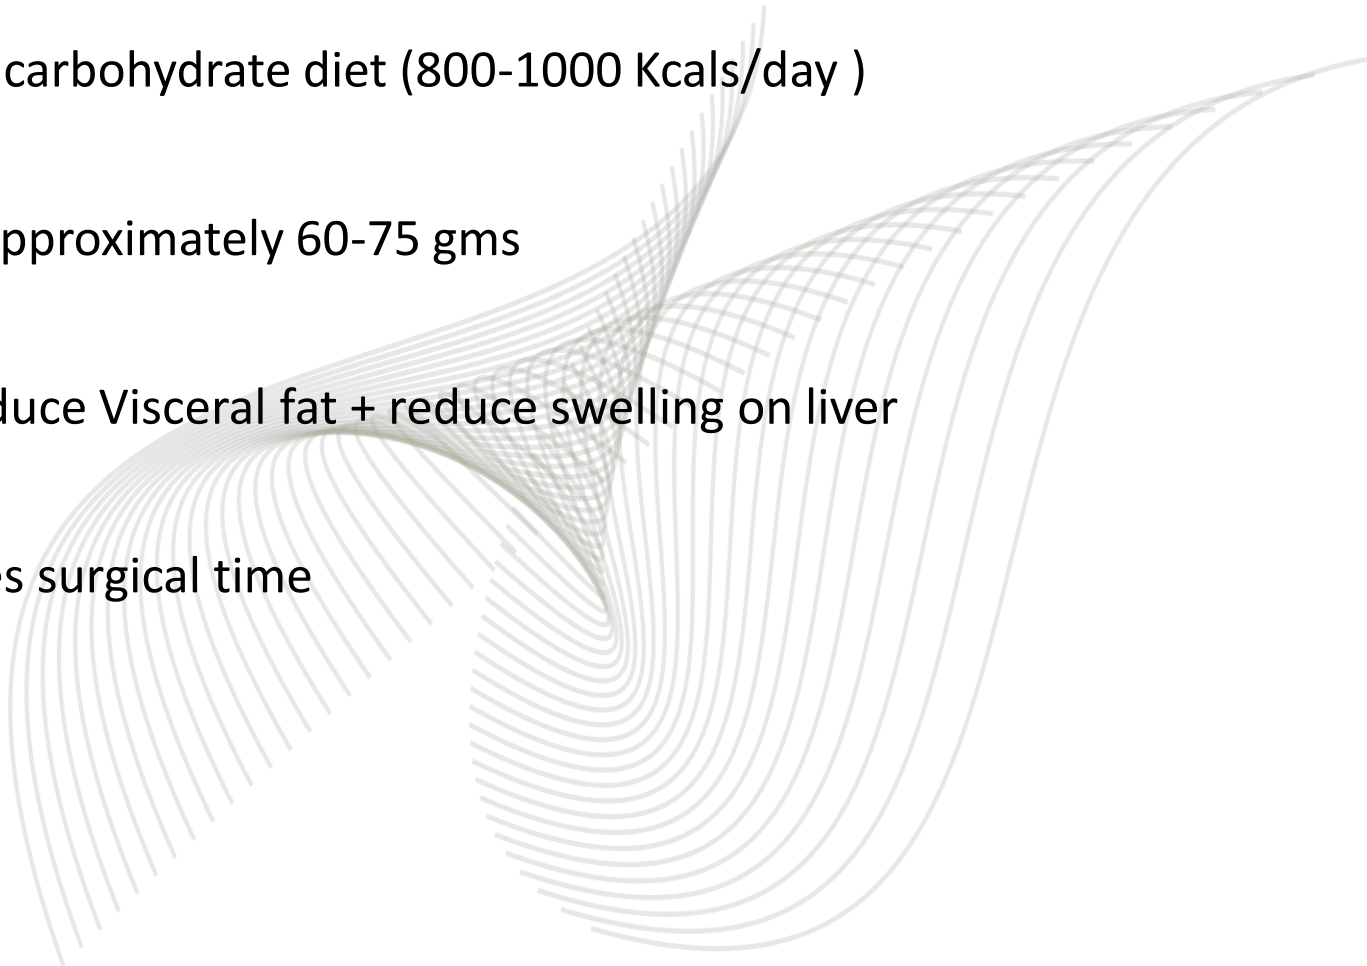 carbohydrate diet (800-1000 Kcals/day )
pproximately 60-75 gms
duce Visceral fat + reduce swelling on liver
es surgical time